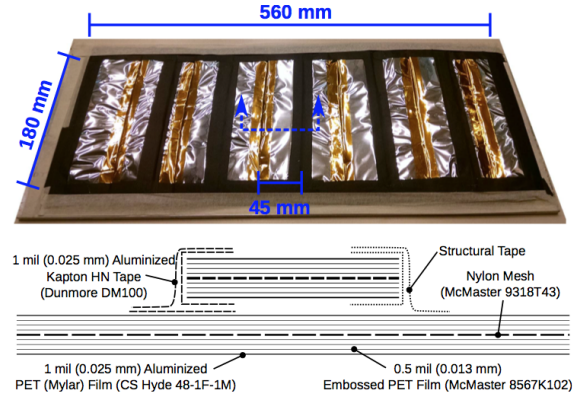 560 mm
180 mm
45 mm
1 mil (0.025 mm) Aluminized
Kapton HN Tape
(Dunmore DM100)
Structural Tape
Nylon Mesh
(McMaster 9318T43)
1 mil (0.025 mm) Aluminized
PET (Mylar) Film (CS Hyde 48-1F-1M)
0.5 mil (0.013 mm)
Embossed PET Film (McMaster 8567K102)